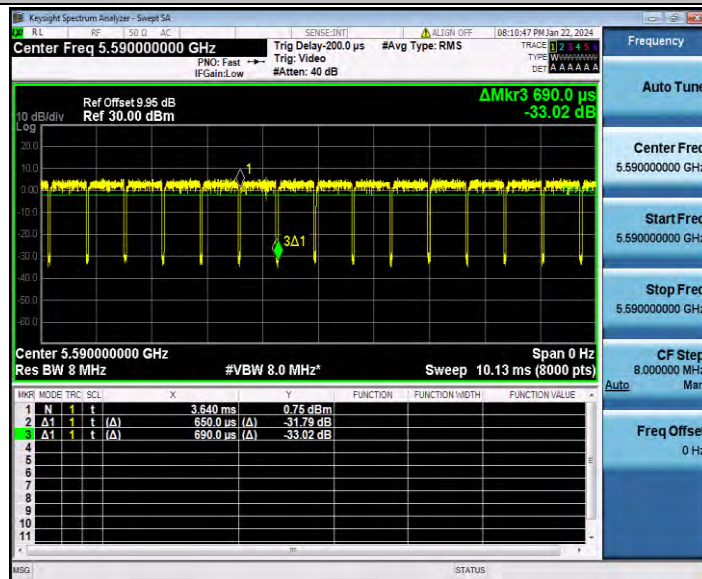 Keysight Spectrum Analyzer - Swept SA
RL RF 50 Ω AC SENSE:INT ALIGN OFF 08:10:47 PM Jan 22, 2024
Center Freq 5.590000000 GHz
PNO: Fast
IFGain:Low
Trig Delay-200.0 µs
Trig: Video
#Atten: 40 dB
#Avg Type: RMS
TRACE 1 2 3 4 5 6
TYPE W
DET A A A A A A
Ref Offset 9.95 dB
10 dB/div Ref 30.00 dBm
Log
ΔMkr3 690.0 µs
-33.02 dB
20.0
10.0
0.00
-10.0
-20.0
-30.0
-40.0
-50.0
-60.0
1
3Δ1
Center 5.590000000 GHz Span 0 Hz
Res BW 8 MHz #VBW 8.0 MHz* Sweep 10.13 ms (8000 pts)
MKR MODE TRC SCL X Y FUNCTION FUNCTION WIDTH FUNCTION VALUE
1 N 1 t 3.640 ms 0.75 dBm
2 Δ1 1 t (Δ) 650.0 µs (Δ) -31.79 dB
3 Δ1 1 t (Δ) 690.0 µs (Δ) -33.02 dB
4
5
6
7
8
9
10
11
MSG STATUS
Frequency
Auto Tune
Center Freq
5.590000000 GHz
Start Freq
5.590000000 GHz
Stop Freq
5.590000000 GHz
CF Step
8.000000 MHz
Auto Man
Freq Offset
0 Hz